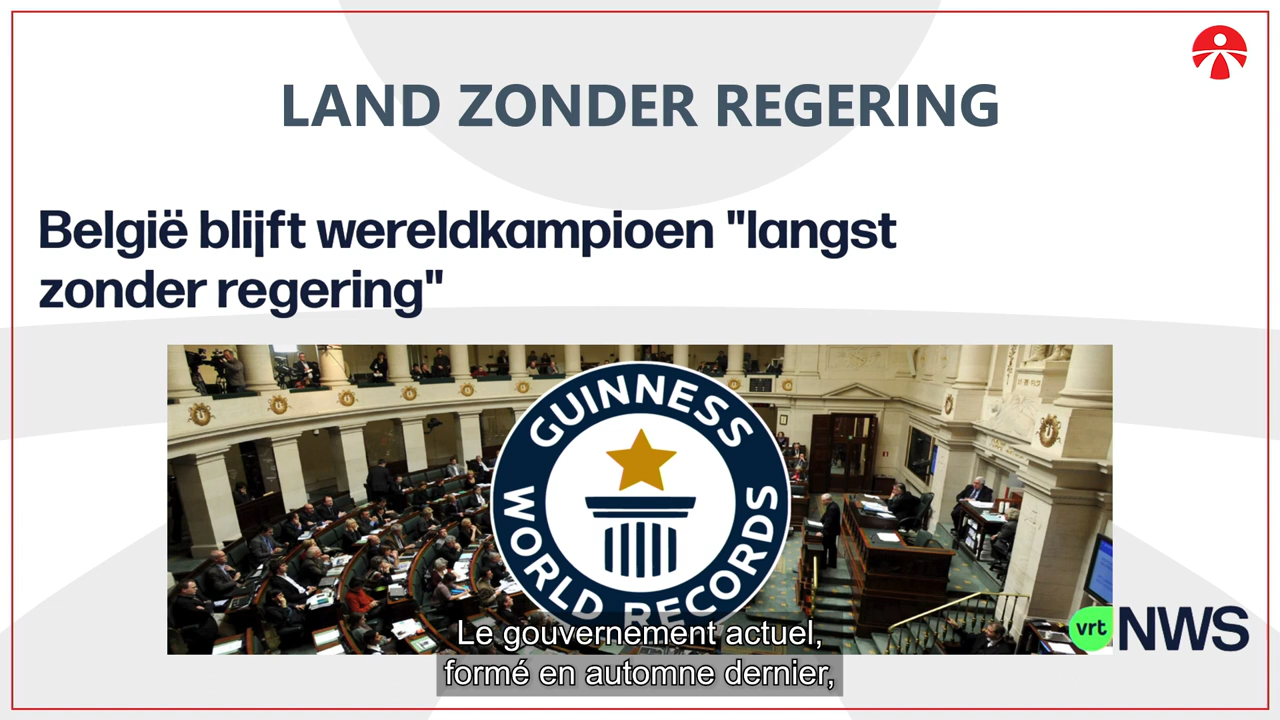 LAND ZONDER REGERING
België blijft wereldkampioen "langst
zonder regering"
GUINNESS
WORLD RECORDS
vrt NWS
Le gouvernement actuel,
formé en automne dernier,